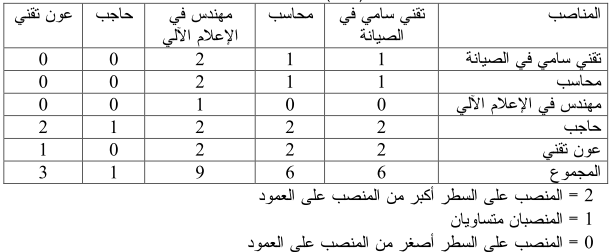 المناصب | تقني سامي في الصيانة | محاسب | مهندس في الإعلام الآلي | حاجب | عون تقني
تقني سامي في الصيانة | 1 | 1 | 2 | 0 | 0
محاسب | 1 | 1 | 2 | 0 | 0
مهندس في الإعلام الآلي | 0 | 0 | 1 | 0 | 0
حاجب | 2 | 2 | 2 | 1 | 2
عون تقني | 2 | 2 | 2 | 0 | 1
المجموع | 6 | 6 | 9 | 1 | 3
2 = المنصب على السطر أكبر من المنصب على العمود
1 = المنصبان متساويان
0 = المنصب على السطر أصغر من المنصب على العمود